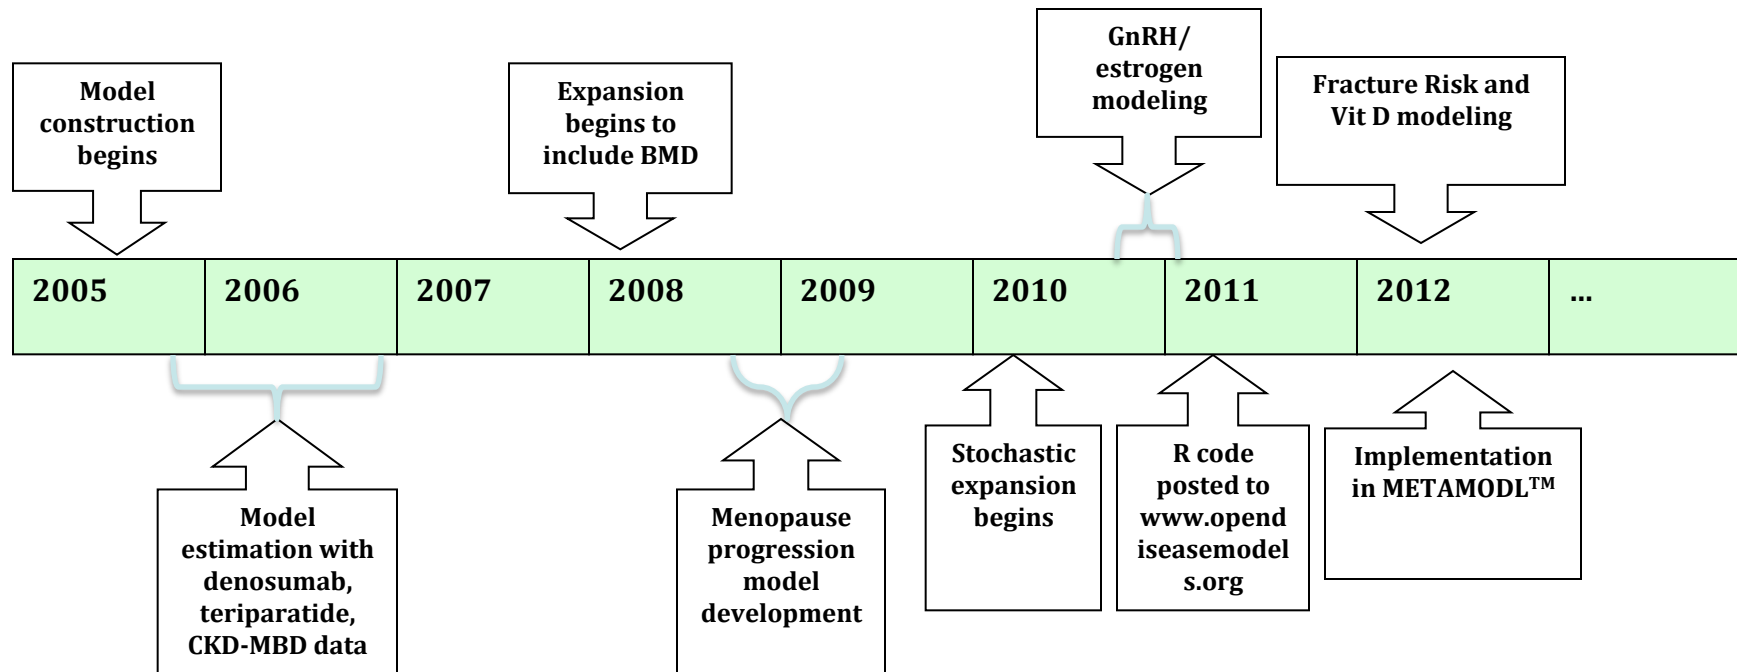 Model
construction
begins
Expansion
begins to
include BMD
GnRH/
estrogen
modeling
Fracture Risk and
Vit D modeling
2005
2006
2007
2008
2009
2010
2011
2012
...
Model
estimation with
denosumab,
teriparatide,
CKD-MBD data
Menopause
progression
model
development
Stochastic
expansion
begins
R code
posted to
www.opend
iseasemodel
s.org
Implementation
in METAMODL™